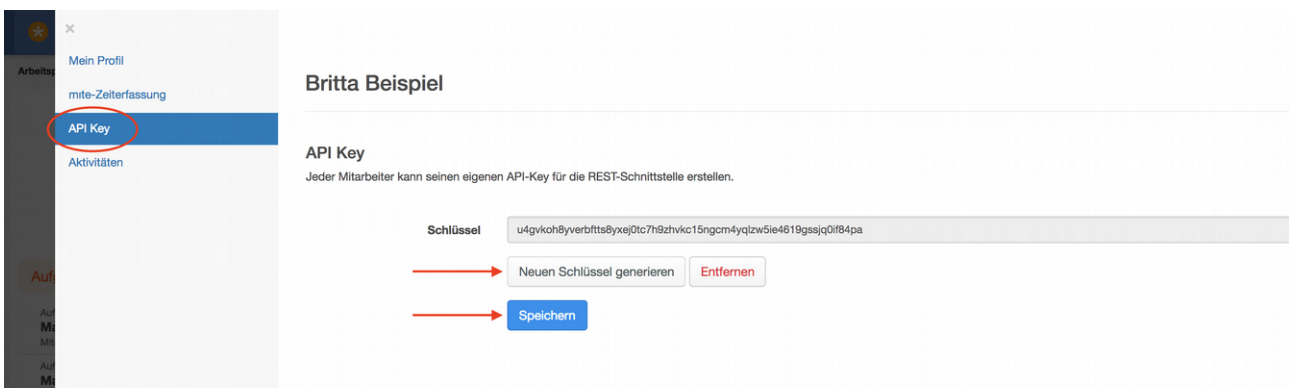 ×
Mein Profil
mite-Zeiterfassung
API Key
Aktivitäten
Britta Beispiel
API Key
Jeder Mitarbeiter kann seinen eigenen API-Key für die REST-Schnittstelle erstellen.
Schlüssel
u4gvkoh8yverbftts8yxej0tc7h9zhvkc15ngcm4yqlzw5ie4619gssjq0if84pa
Neuen Schlüssel generieren
Entfernen
Speichern